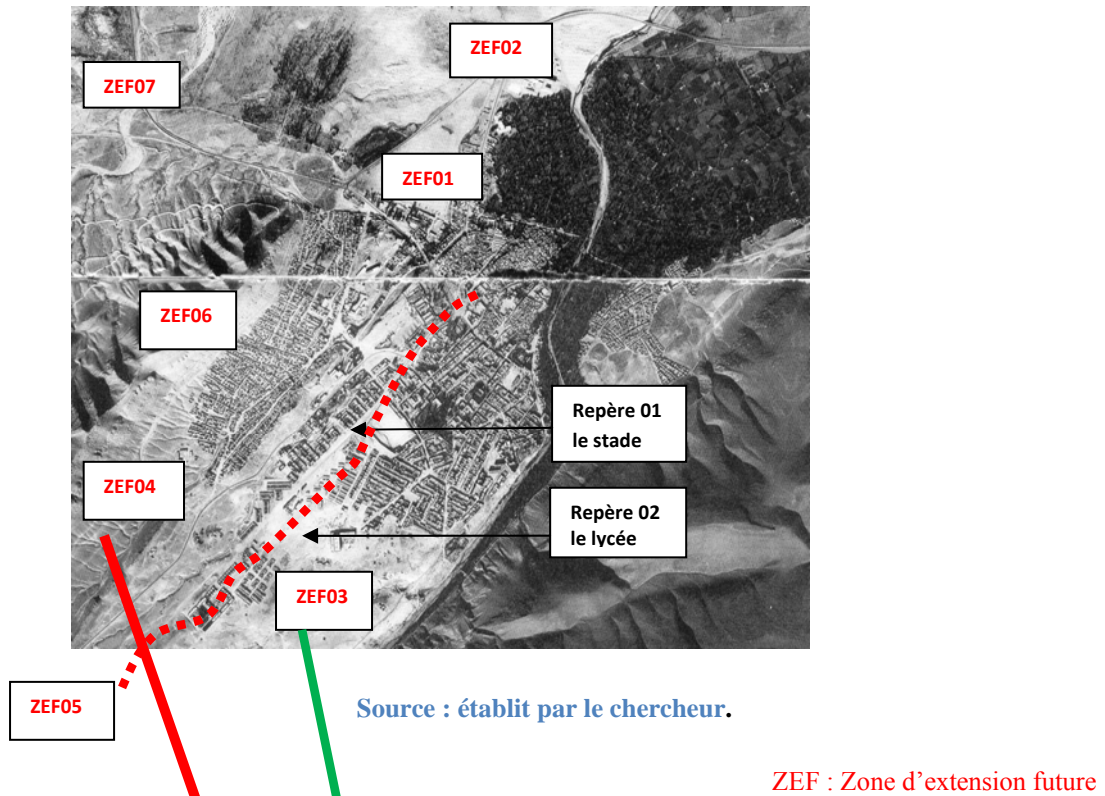 ZEF02
ZEF07
ZEF01
ZEF06
Repère 01
le stade
ZEF04
Repère 02
le lycée
ZEF03
ZEF05
Source : établit par le chercheur.
ZEF : Zone d'extension future